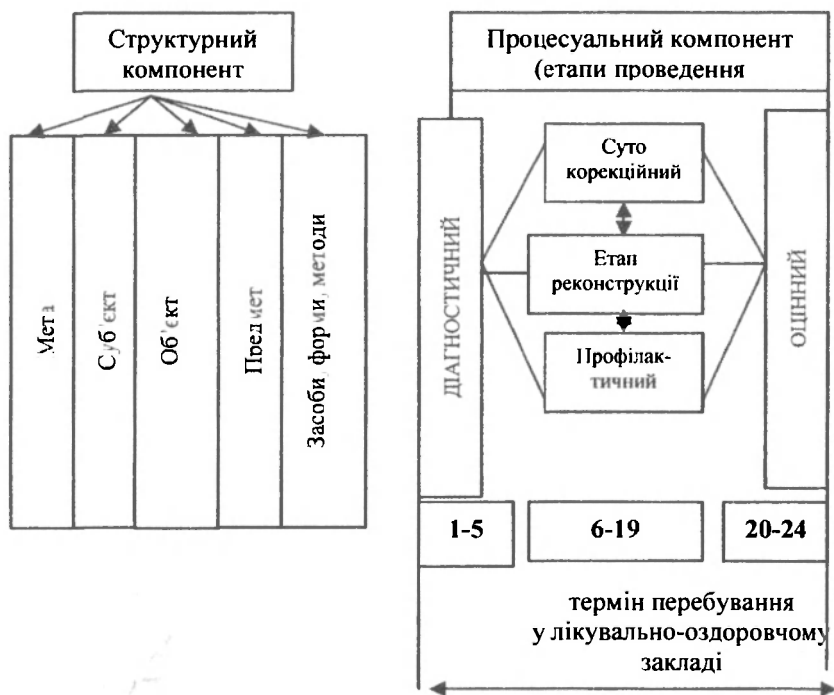 Структурний
компонент
Мета
Суб'єкт
Об'єкт
Предмет
Засоби, форми, методи
Процесуальний компонент
(етапи проведення
ДІАГНОСТИЧНИЙ
Суто
корекційний
Етап
реконструкції
Профілак-
тичний
ОЦІННИЙ
1-5
6-19
20-24
термін перебування
у лікувально-оздоровчому
закладі